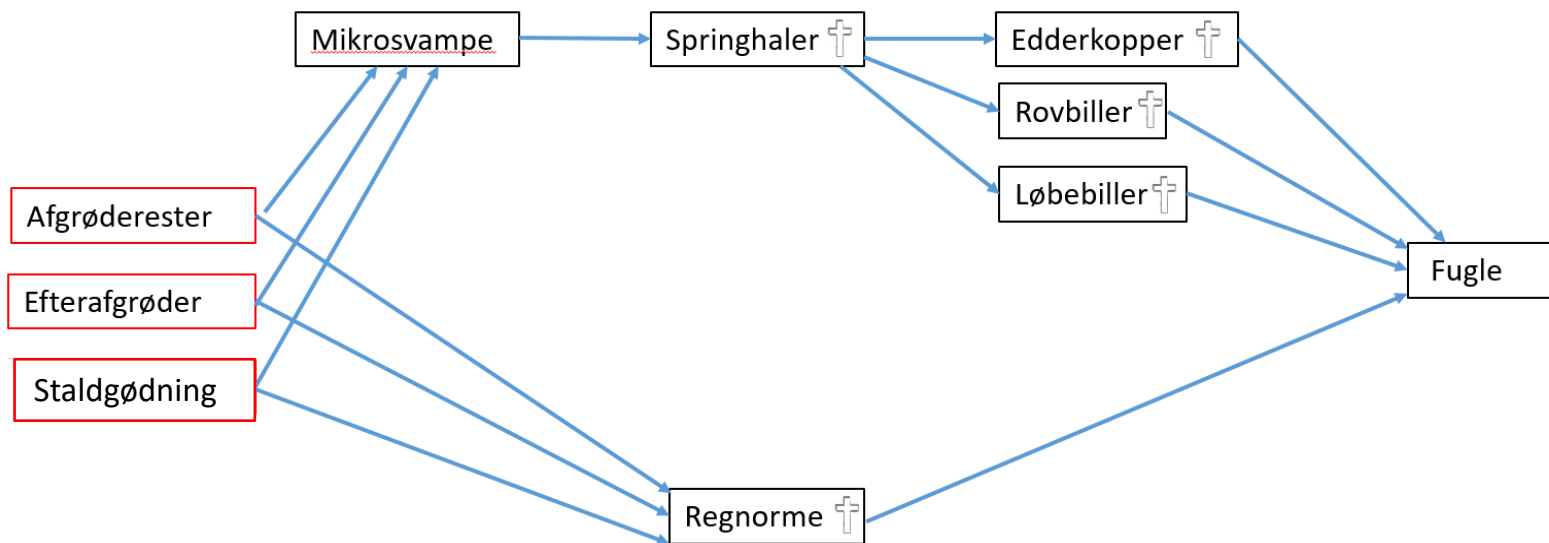 Mikrosvampe
Springhaler
Edderkopper
Rovbiller
Løbebiller
Afgrøderester
Efterafgrøder
Staldgødning
Fugle
Regnorme